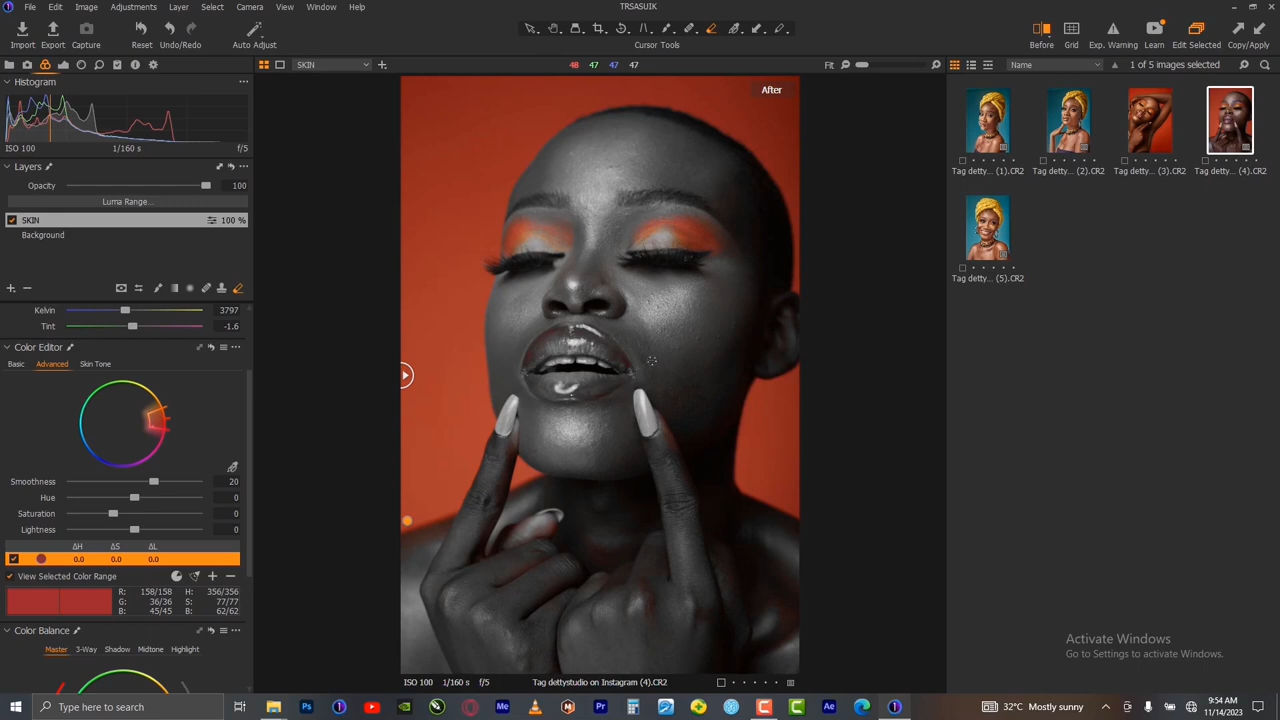 TRSASUIK
File Edit Image Adjustments Layer Select Camera View Window Help
Import Export Capture Reset Undo/Redo Auto Adjust Cursor Tools Before Grid Exp. Warning Learn Edit Selected Copy/Apply
SKIN 48 47 47 47 Fit Name 1 of 5 images selected
Histogram
ISO 100 1/160 s f/5
Layers
Opacity 100
Luma Range...
SKIN 100 %
Background
Kelvin 3797
Tint -1.6
Color Editor
Basic Advanced Skin Tone
Smoothness 20
Hue 0
Saturation 0
Lightness 0
ΔH ΔS ΔL
0.0 0.0 0.0
View Selected Color Range
R: 158/158 H: 356/356
G: 36/36 S: 77/77
B: 45/45 B: 62/62
Color Balance
Master 3-Way Shadow Midtone Highlight
After
ISO 100 1/160 s f/5 Tag dettystudio on Instagram (4).CR2
Tag detty... (1).CR2 Tag detty... (2).CR2 Tag detty... (3).CR2 Tag detty... (4).CR2
Tag detty... (5).CR2
Activate Windows
Go to Settings to activate Windows.
Type here to search
32°C Mostly sunny
9:54 AM
11/14/2023